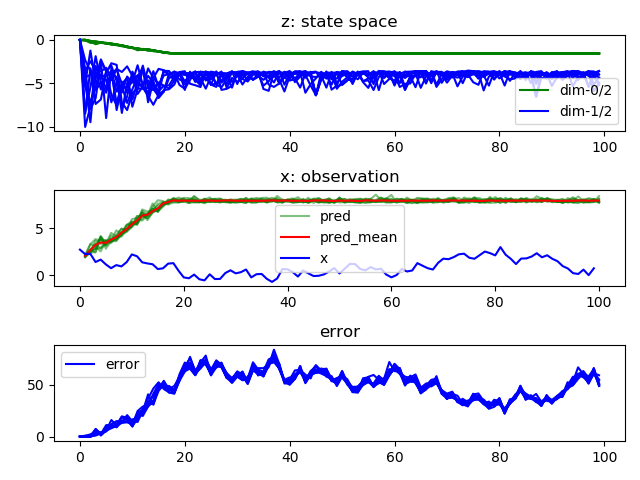 z: state space
0
−5
−10
dim-0/2
dim-1/2
0 20 40 60 80 100
x: observation
5
0
pred
pred_mean
x
0 20 40 60 80 100
error
error
50
0
0 20 40 60 80 100